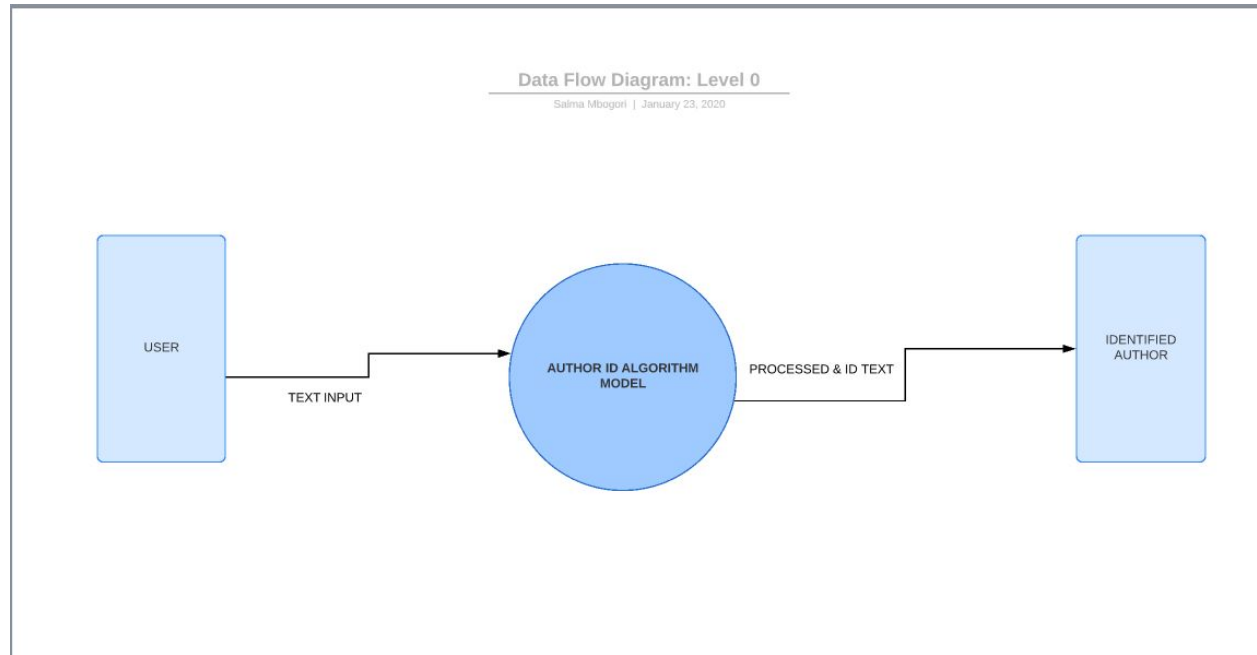 Data Flow Diagram: Level 0
Salma Mbogori | January 23, 2020
USER
TEXT INPUT
AUTHOR ID ALGORITHM
MODEL
PROCESSED & ID TEXT
IDENTIFIED
AUTHOR